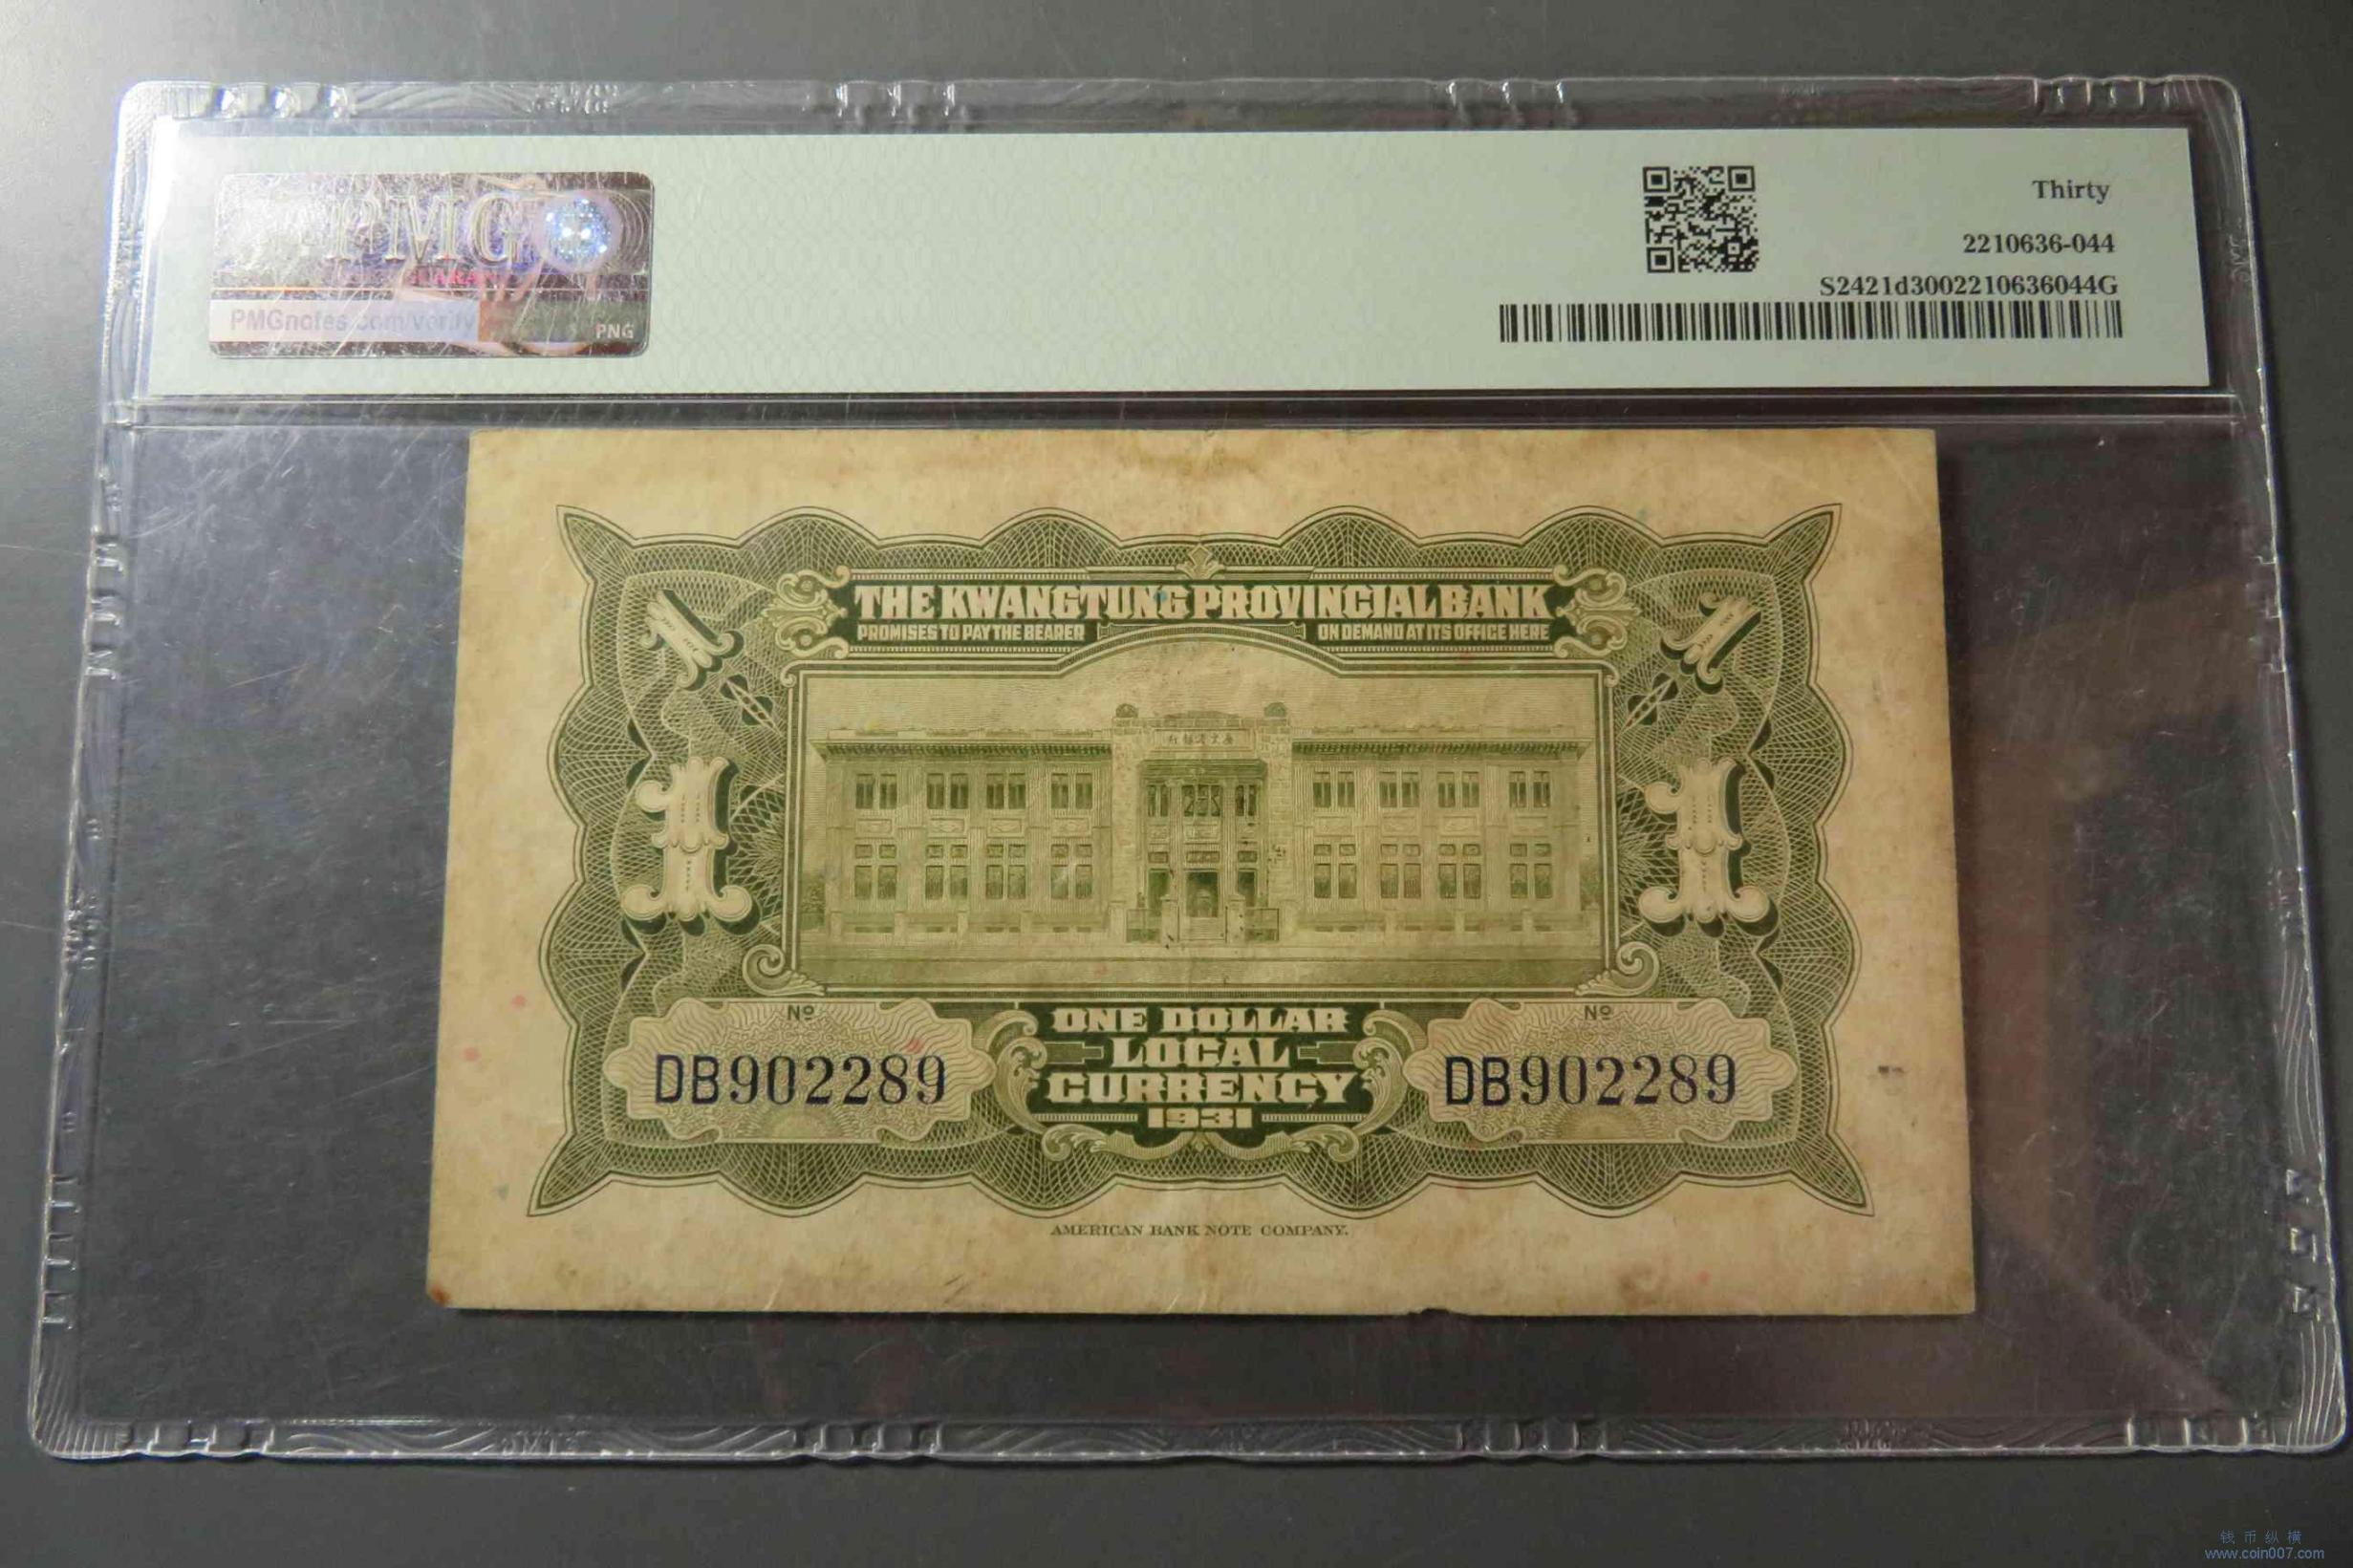 PMG
PMGnotes.com/verify
PNG
Thirty
2210636-044
S2421d3002210636044G
THE KWANGTUNG PROVINCIAL BANK
PROMISES TO PAY THE BEARER ON DEMAND AT ITS OFFICE HERE
1 1
1 1
Nº Nº
DB902289 DB902289
ONE DOLLAR
LOCAL
CURRENCY
1931
AMERICAN BANK NOTE COMPANY.
钱币纵横
www.coin007.com